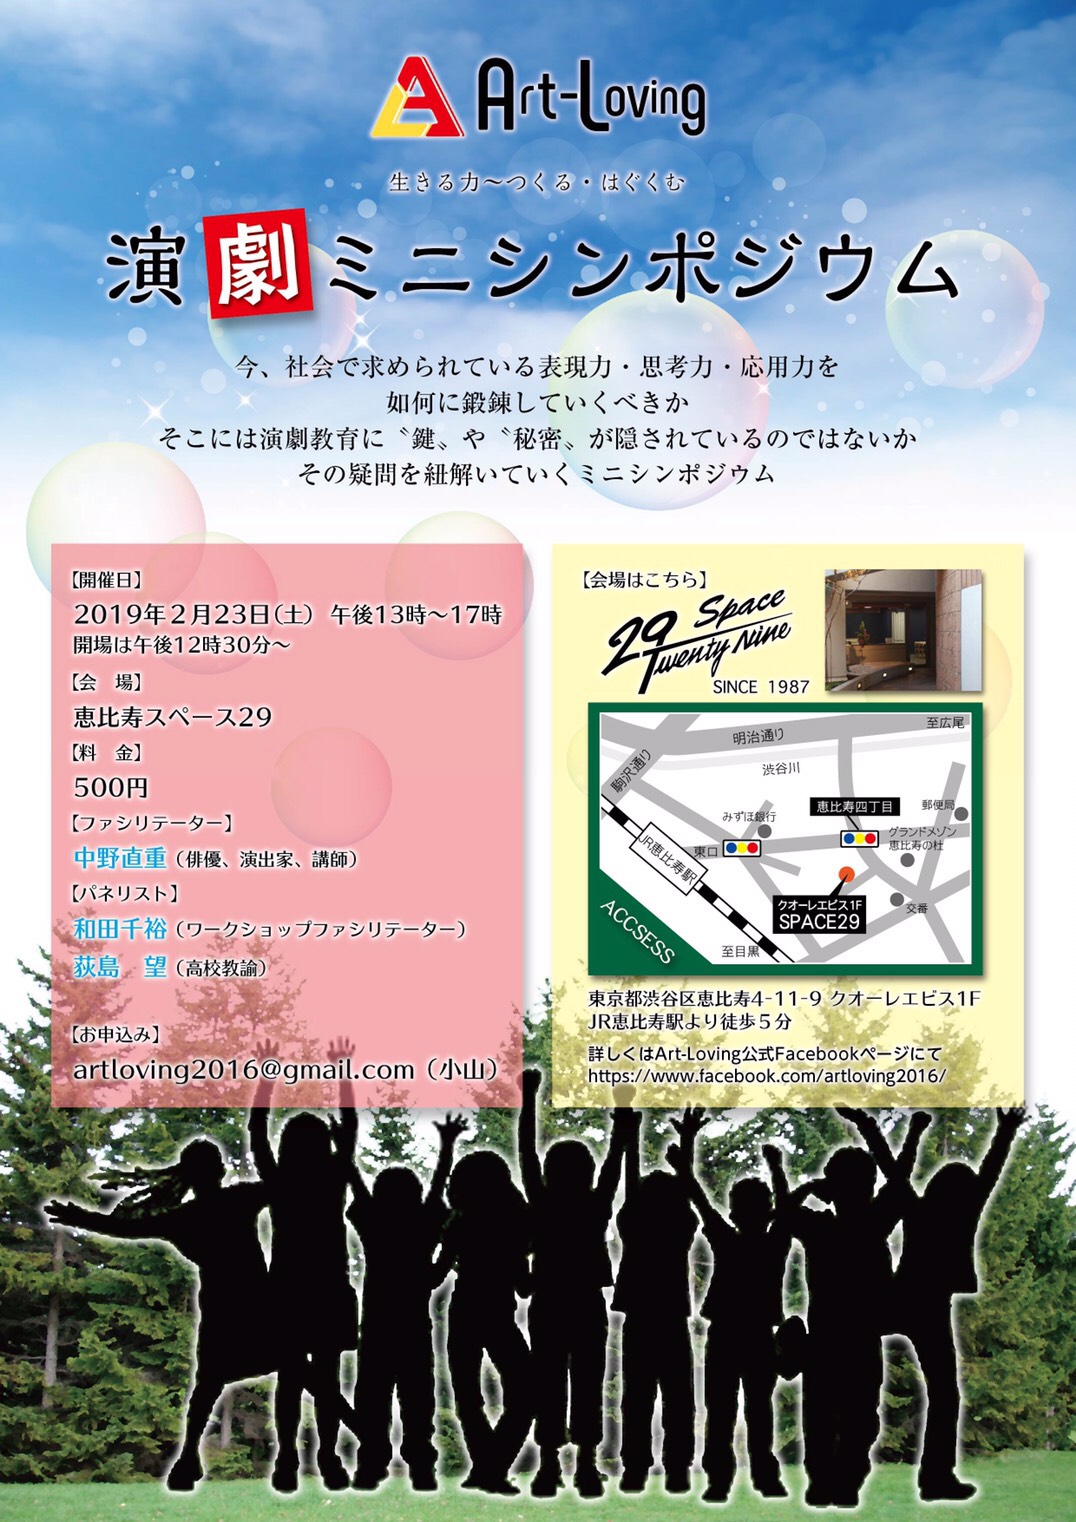 Art-Loving
生きる力～つくる・はぐくむ
演劇ミニシンポジウム
今、社会で求められている表現力・思考力・応用力を
如何に鍛錬していくべきか
そこには演劇教育に〝鍵〟や〝秘密〟が隠されているのではないか
その疑問を紐解いていくミニシンポジウム
【開催日】
2019年2月23日(土) 午後13時～17時
開場は午後12時30分～
【会　場】
恵比寿スペース29
【料　金】
500円
【ファシリテーター】
中野直重（俳優、演出家、講師）
【パネリスト】
和田千裕（ワークショップファシリテーター）
荻島　望（高校教諭）
【お申込み】
artloving2016@gmail.com（小山）
【会場はこちら】
29 Space
Twenty Nine
SINCE 1987
至広尾
明治通り
駒沢通り
渋谷川
恵比寿四丁目
郵便局
みずほ銀行
グランドメゾン
恵比寿の杜
東口
JR恵比寿駅
クオーレエビス1F
SPACE29
交番
ACCSESS
至目黒
東京都渋谷区恵比寿4-11-9 クオーレエビス1F
JR恵比寿駅より徒歩5分
詳しくはArt-Loving公式Facebookページにて
https://www.facebook.com/artloving2016/